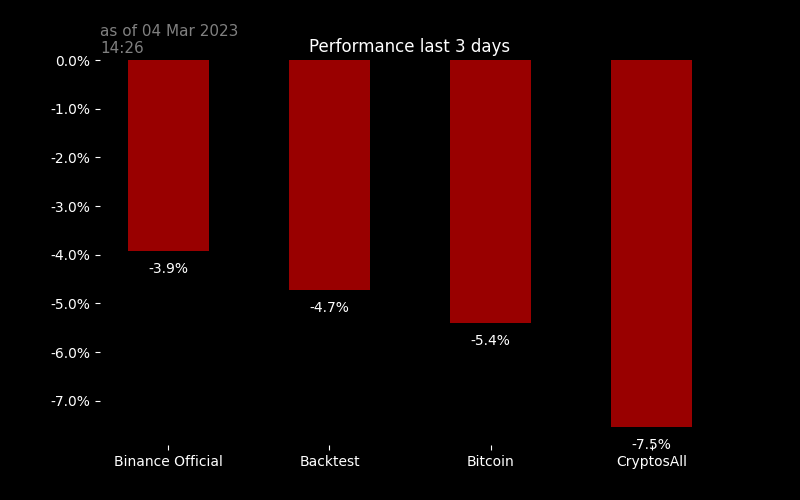 as of 04 Mar 2023
14:26
Performance last 3 days
0.0%
-1.0%
-2.0%
-3.0%
-4.0%
-5.0%
-6.0%
-7.0%
-3.9%
-4.7%
-5.4%
-7.5%
Binance Official
Backtest
Bitcoin
CryptosAll